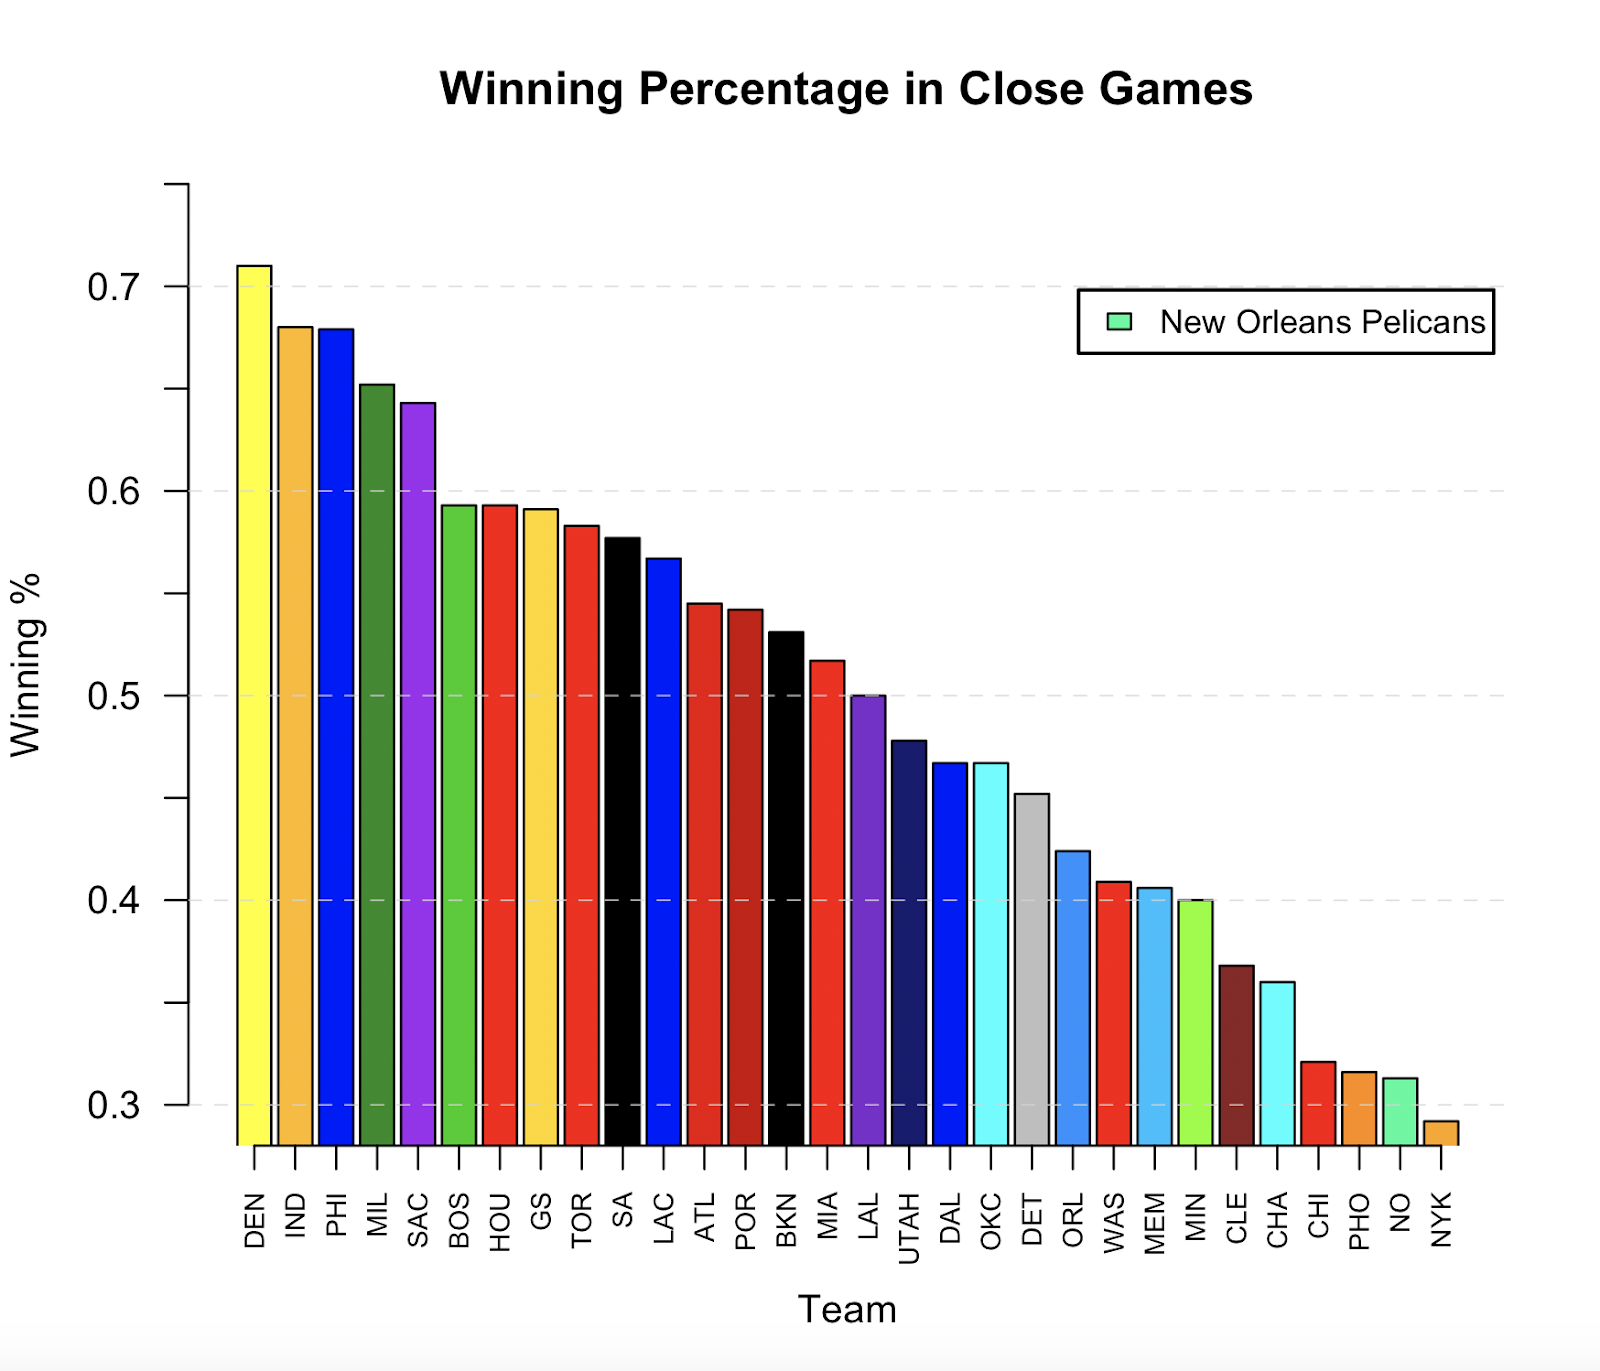 Winning Percentage in Close Games
New Orleans Pelicans
Winning %
0.7
0.6
0.5
0.4
0.3
DEN
IND
PHI
MIL
SAC
BOS
HOU
GS
TOR
SA
LAC
ATL
POR
BKN
MIA
LAL
UTAH
DAL
OKC
DET
ORL
WAS
MEM
MIN
CLE
CHA
CHI
PHO
NO
NYK
Team